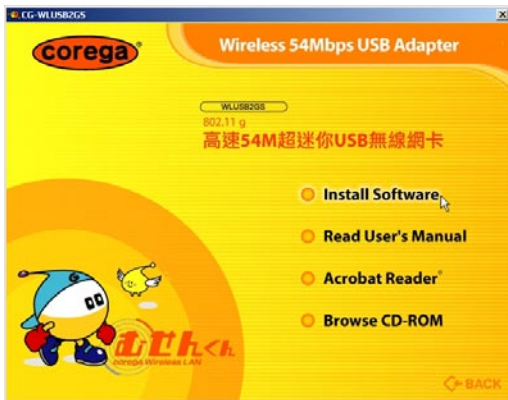 CG-WLUSB2GS
corega
Wireless 54Mbps USB Adapter
WLUSB2GS
802.11 g
高速54M超迷你USB無線網卡
Install Software
Read User's Manual
Acrobat Reader®
Browse CD-ROM
むせんくん
corega Wireless LAN
BACK